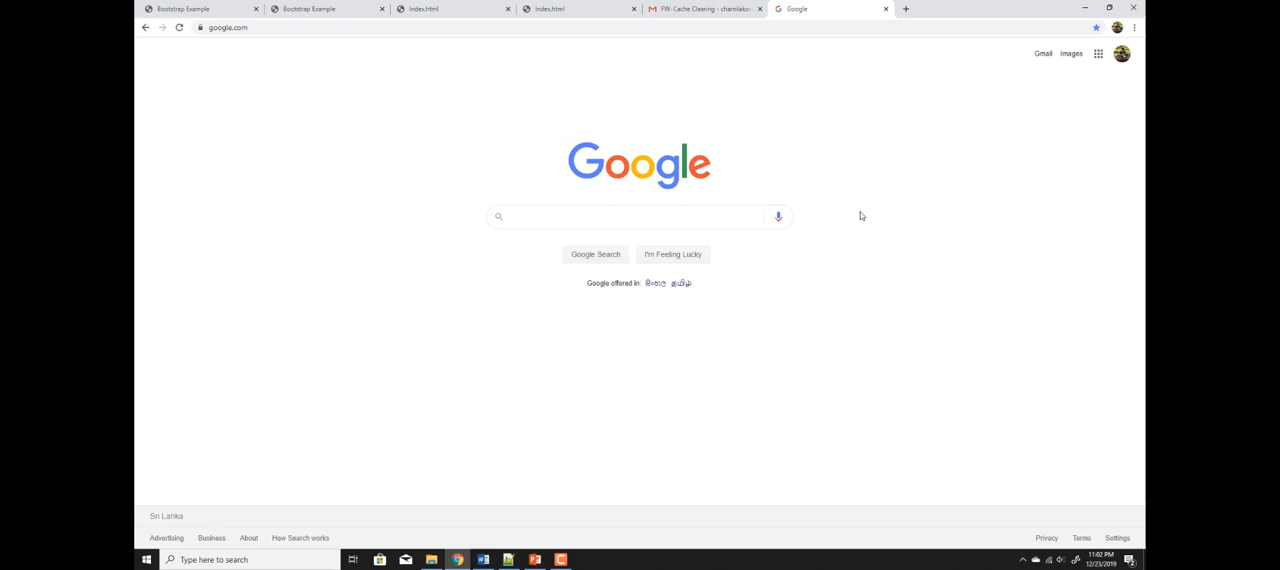 Bootstrap Example
Bootstrap Example
Index.html
Index.html
FW: Cache Clearing - chamilaksr
Google
google.com
Gmail Images
Google
Google Search I'm Feeling Lucky
Google offered in: සිංහල தமிழ்
Sri Lanka
Advertising Business About How Search works
Privacy Terms Settings
Type here to search
11:02 PM
12/23/2019